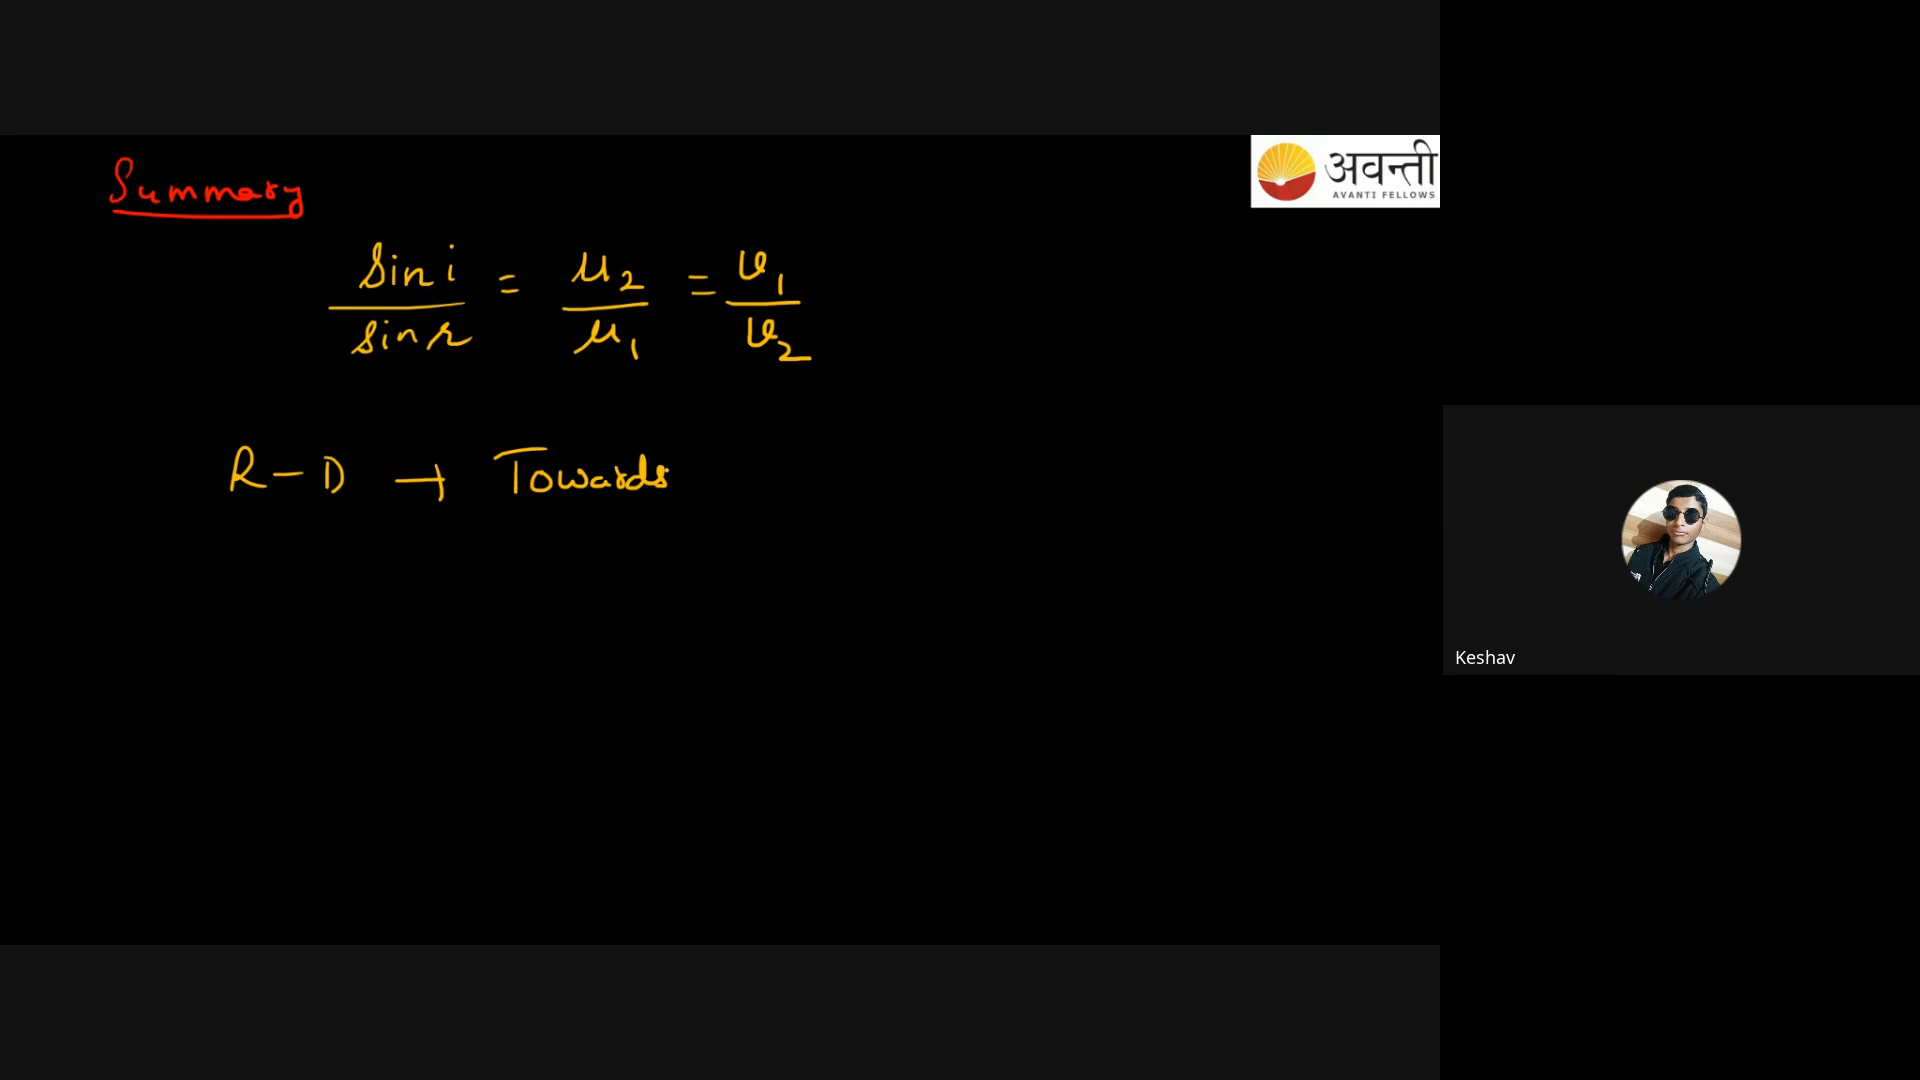 Summary
अवन्ती
AVANTI FELLOWS
sin i / sin r = μ₂ / μ₁ = v₁ / v₂
R - D → Towards
Keshav